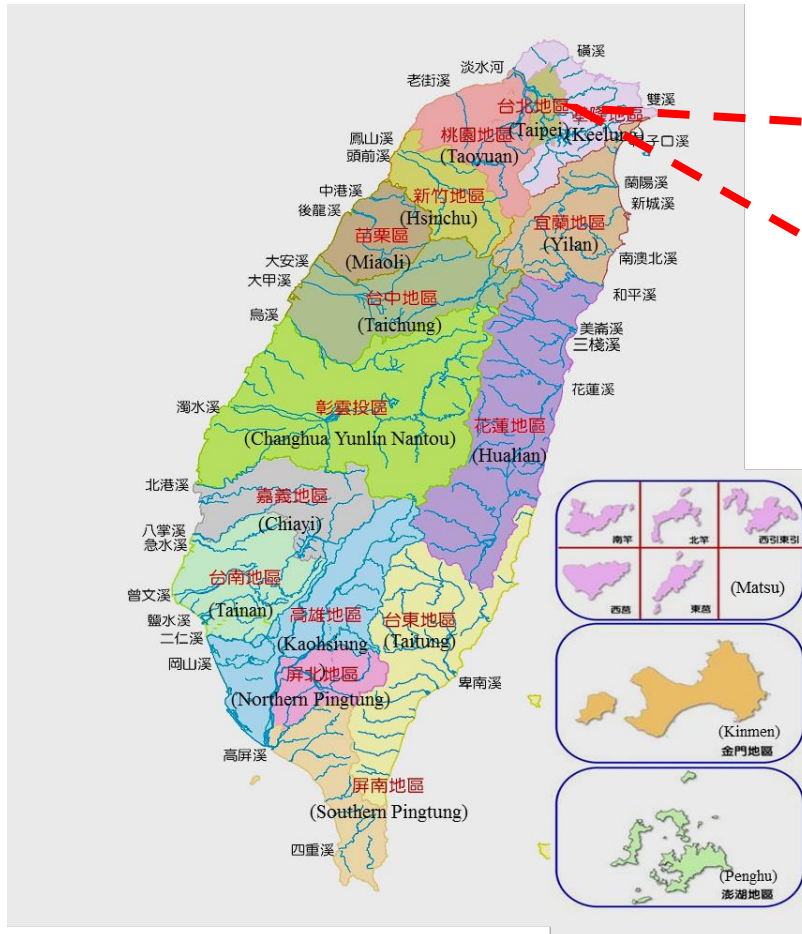 磺溪
淡水河
老街溪
雙溪
台北地區
(Taipei)
基隆地區
(Keelung)
子口溪
桃園地區
(Taoyuan)
鳳山溪
頭前溪
中港溪
後龍溪
新竹地區
(Hsinchu)
蘭陽溪
新城溪
苗栗區
(Miaoli)
宜蘭地區
(Yilan)
南澳北溪
大安溪
大甲溪
烏溪
台中地區
(Taichung)
和平溪
美崙溪
三棧溪
花蓮溪
濁水溪
彰雲投區
(Changhua Yunlin Nantou)
花蓮地區
(Hualian)
北港溪
嘉義地區
(Chiayi)
八掌溪
急水溪
台南地區
(Tainan)
曾文溪
鹽水溪
二仁溪
岡山溪
高雄地區
(Kaohsiung
)
台東地區
(Taitung)
屏北地區
(Northern Pingtung)
卑南溪
高屏溪
屏南地區
(Southern Pingtung)
四重溪
南竿
北竿
西引東引
西莒
東莒
(Matsu)
(Kinmen)
金門地區
(Penghu)
澎湖地區